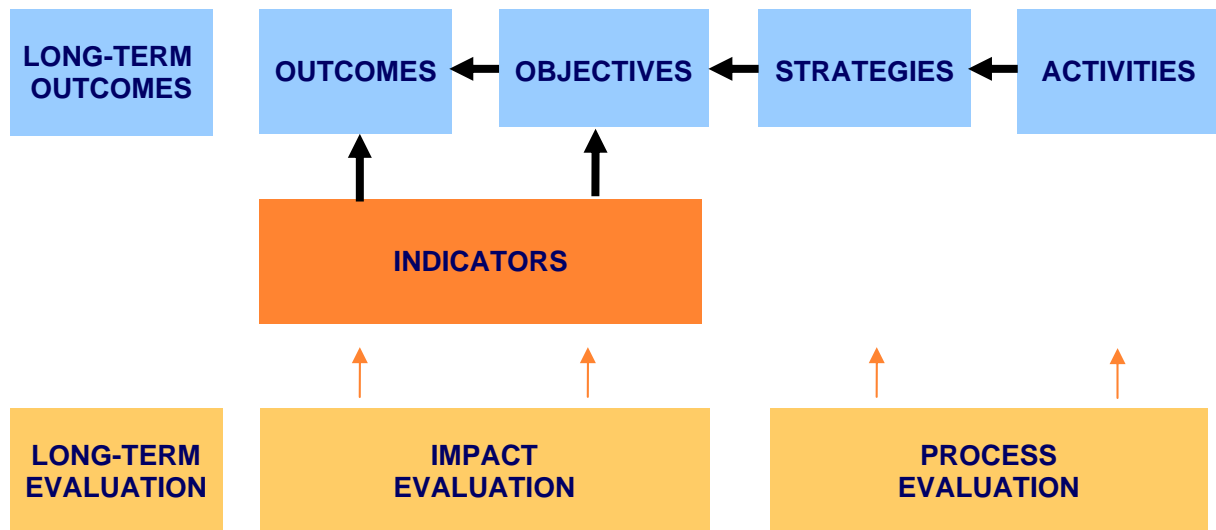 LONG-TERM
OUTCOMES
OUTCOMES
OBJECTIVES
STRATEGIES
ACTIVITIES
INDICATORS
LONG-TERM
EVALUATION
IMPACT
EVALUATION
PROCESS
EVALUATION